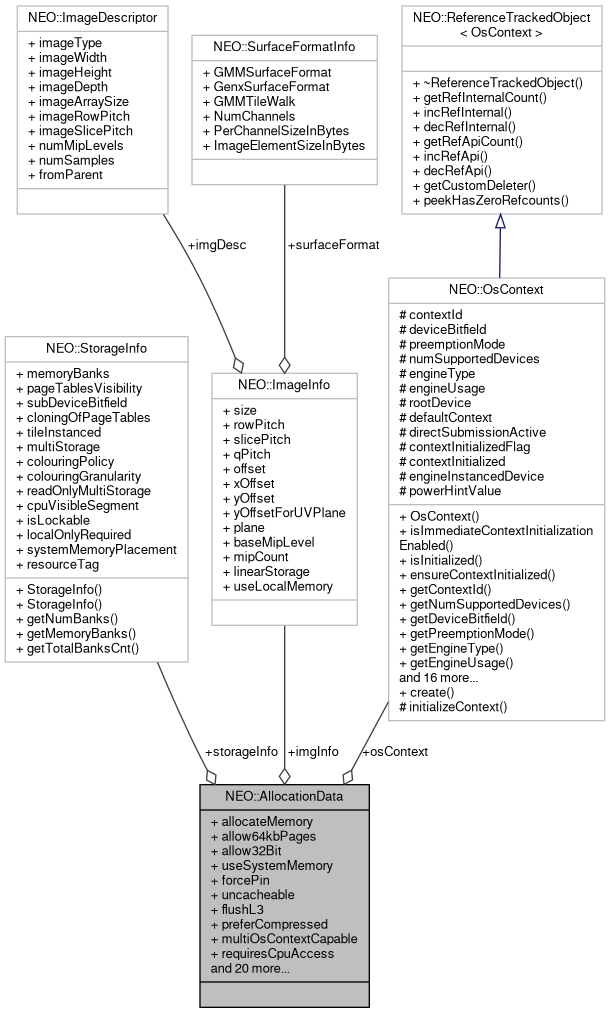 NEO::ImageDescriptor
+ imageType
+ imageWidth
+ imageHeight
+ imageDepth
+ imageArraySize
+ imageRowPitch
+ imageSlicePitch
+ numMipLevels
+ numSamples
+ fromParent
NEO::SurfaceFormatInfo
+ GMMSurfaceFormat
+ GenxSurfaceFormat
+ GMMTileWalk
+ NumChannels
+ PerChannelSizeInBytes
+ ImageElementSizeInBytes
NEO::ReferenceTrackedObject
< OsContext >
+ ~ReferenceTrackedObject()
+ getRefInternalCount()
+ incRefInternal()
+ decRefInternal()
+ getRefApiCount()
+ incRefApi()
+ decRefApi()
+ getCustomDeleter()
+ peekHasZeroRefcounts()
+imgDesc
+surfaceFormat
NEO::StorageInfo
+ memoryBanks
+ pageTablesVisibility
+ subDeviceBitfield
+ cloningOfPageTables
+ tileInstanced
+ multiStorage
+ colouringPolicy
+ colouringGranularity
+ readOnlyMultiStorage
+ cpuVisibleSegment
+ isLockable
+ localOnlyRequired
+ systemMemoryPlacement
+ resourceTag
+ StorageInfo()
+ StorageInfo()
+ getNumBanks()
+ getMemoryBanks()
+ getTotalBanksCnt()
NEO::ImageInfo
+ size
+ rowPitch
+ slicePitch
+ qPitch
+ offset
+ xOffset
+ yOffset
+ yOffsetForUVPlane
+ plane
+ baseMipLevel
+ mipCount
+ linearStorage
+ useLocalMemory
NEO::OsContext
# contextId
# deviceBitfield
# preemptionMode
# numSupportedDevices
# engineType
# engineUsage
# rootDevice
# defaultContext
# directSubmissionActive
# contextInitializedFlag
# contextInitialized
# engineInstancedDevice
# powerHintValue
+ OsContext()
+ isImmediateContextInitialization
Enabled()
+ isInitialized()
+ ensureContextInitialized()
+ getContextId()
+ getNumSupportedDevices()
+ getDeviceBitfield()
+ getPreemptionMode()
+ getEngineType()
+ getEngineUsage()
and 16 more...
+ create()
# initializeContext()
+storageInfo
+imgInfo
+osContext
NEO::AllocationData
+ allocateMemory
+ allow64kbPages
+ allow32Bit
+ useSystemMemory
+ forcePin
+ uncacheable
+ flushL3
+ preferCompressed
+ multiOsContextCapable
+ requiresCpuAccess
and 20 more...